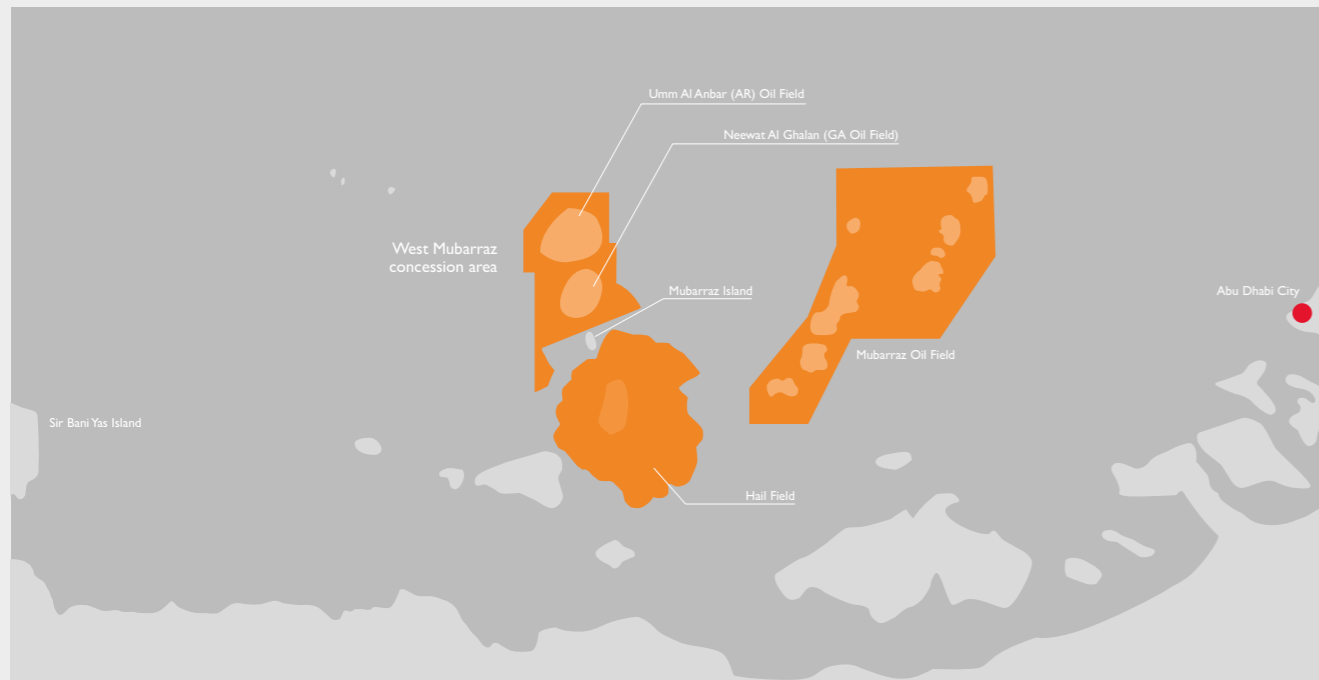 Umm Al Anbar (AR) Oil Field
Neewat Al Ghalan (GA Oil Field)
West Mubarraz
concession area
Mubarraz Island
Abu Dhabi City
Mubarraz Oil Field
Sir Bani Yas Island
Hail Field